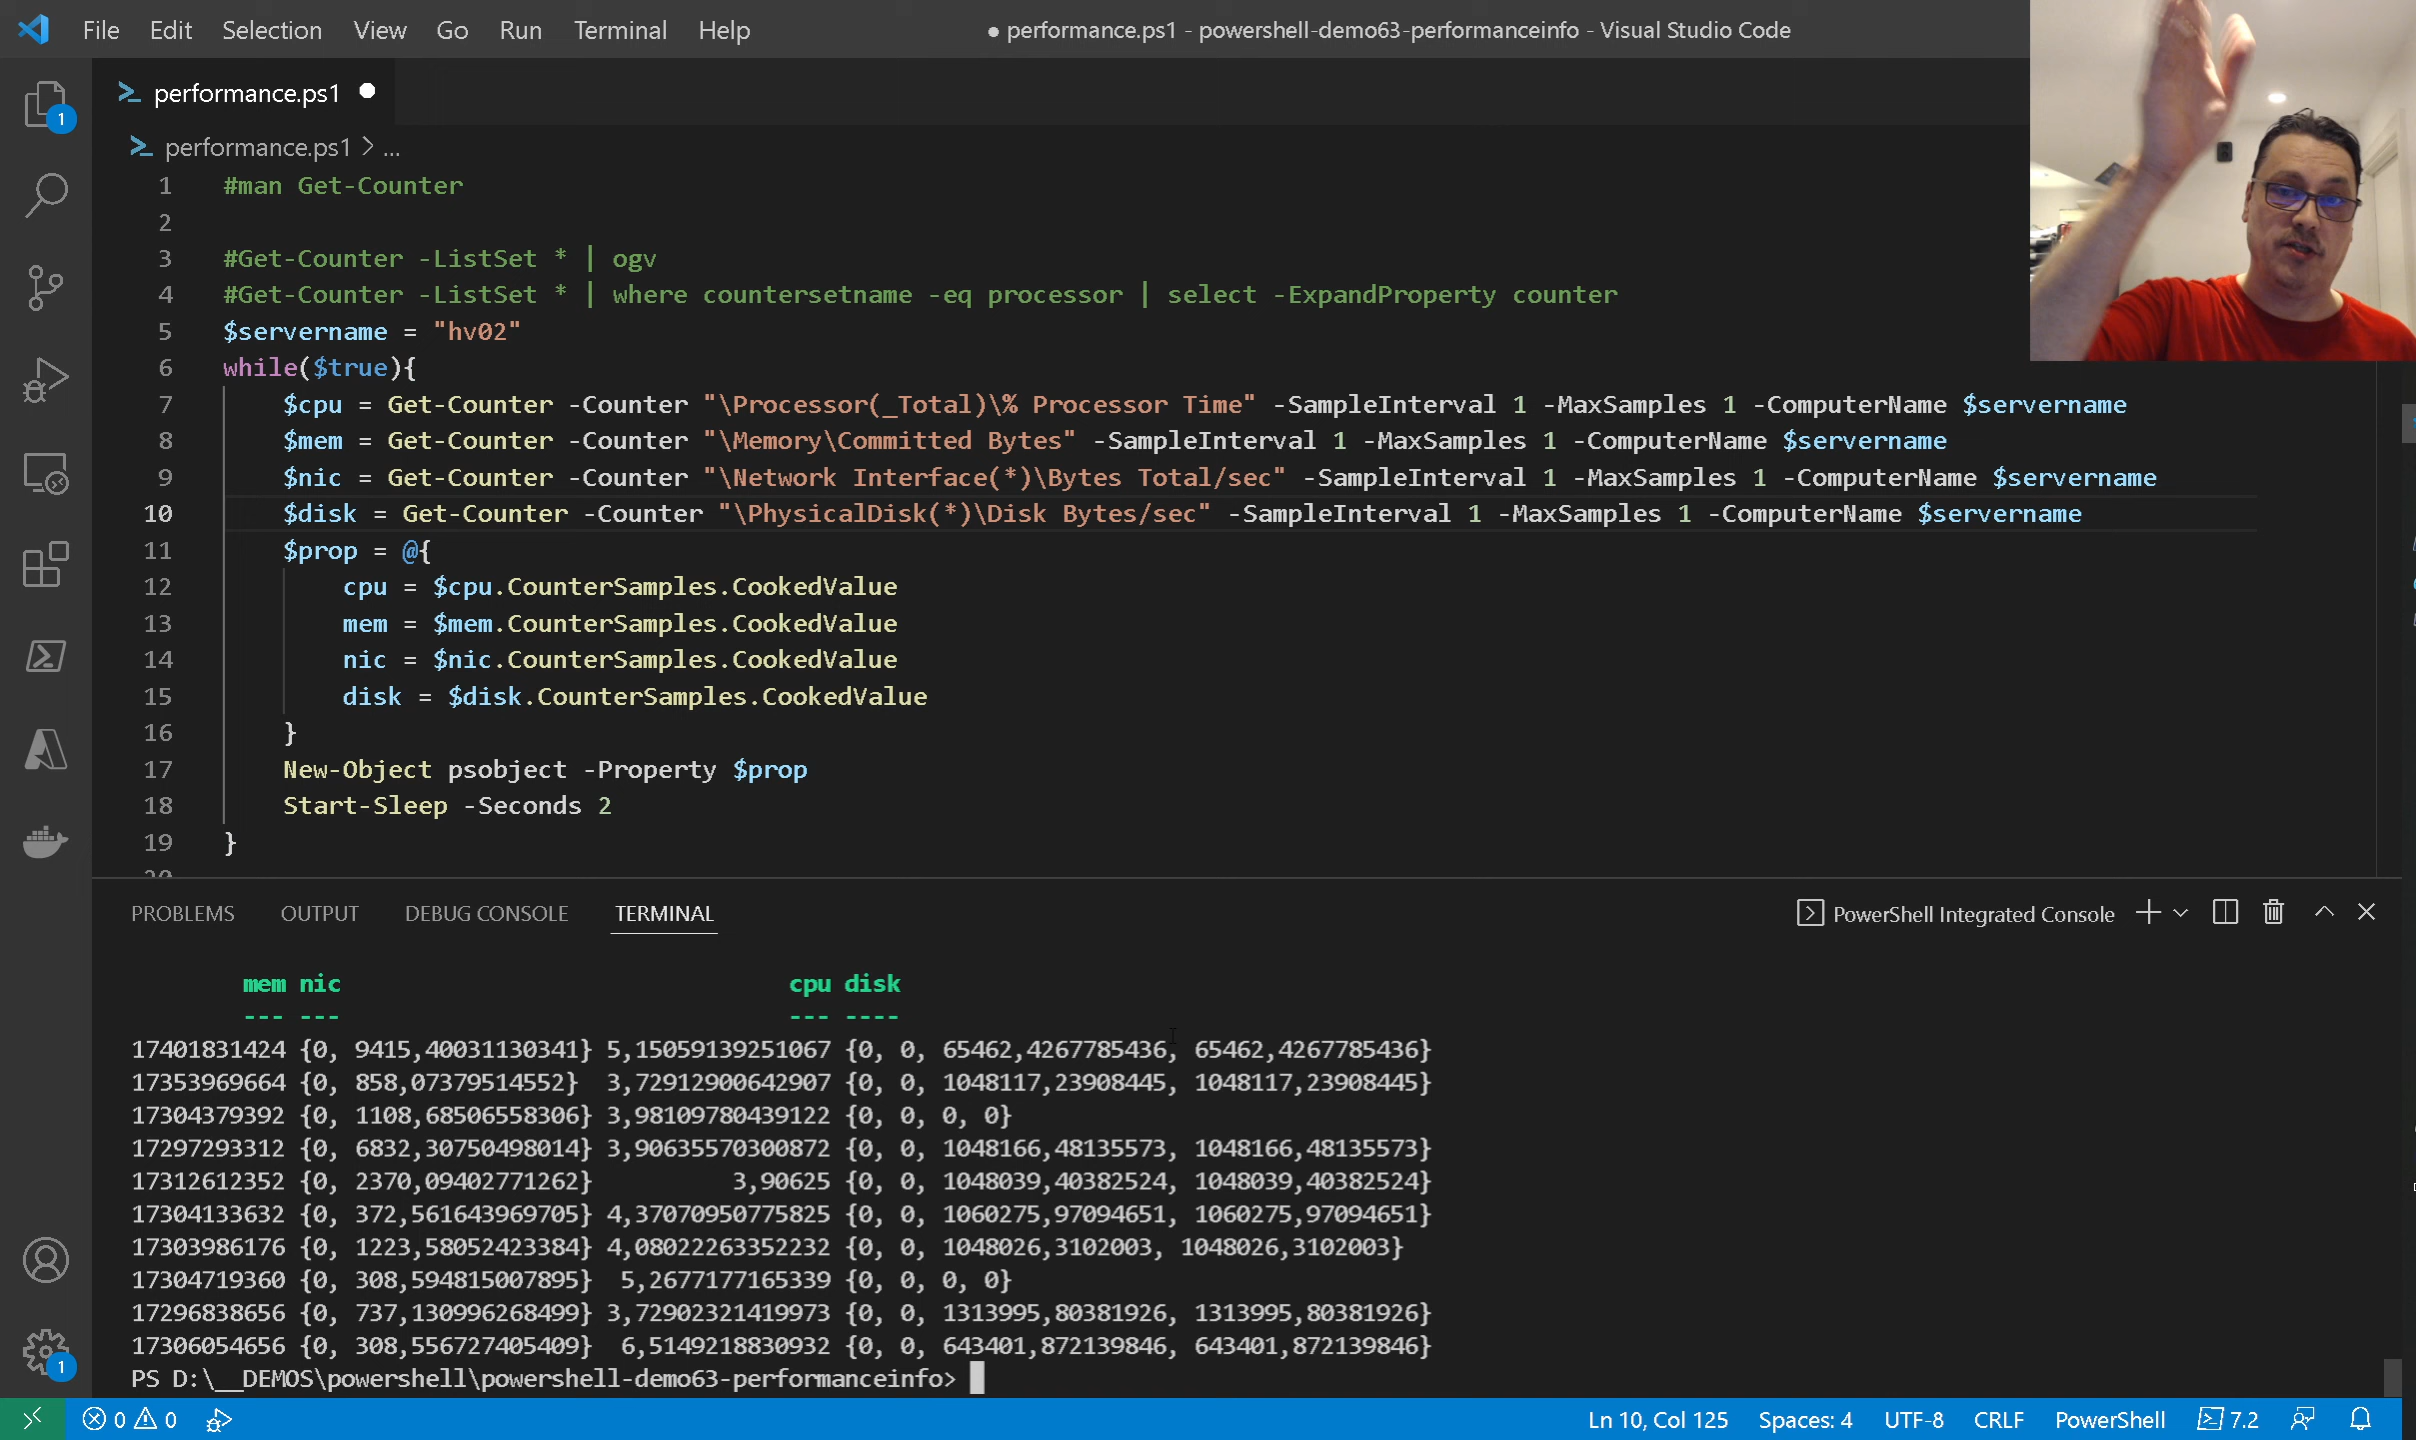 File Edit Selection View Go Run Terminal Help
● performance.ps1 - powershell-demo63-performanceinfo - Visual Studio Code
performance.ps1
performance.ps1 > ...
1 #man Get-Counter
2
3 #Get-Counter -ListSet * | ogv
4 #Get-Counter -ListSet * | where countersetname -eq processor | select -ExpandProperty counter
5 $servername = "hv02"
6 while($true){
7 $cpu = Get-Counter -Counter "\Processor(_Total)\% Processor Time" -SampleInterval 1 -MaxSamples 1 -ComputerName $servername
8 $mem = Get-Counter -Counter "\Memory\Committed Bytes" -SampleInterval 1 -MaxSamples 1 -ComputerName $servername
9 $nic = Get-Counter -Counter "\Network Interface(*)\Bytes Total/sec" -SampleInterval 1 -MaxSamples 1 -ComputerName $servername
10 $disk = Get-Counter -Counter "\PhysicalDisk(*)\Disk Bytes/sec" -SampleInterval 1 -MaxSamples 1 -ComputerName $servername
11 $prop = @{
12 cpu = $cpu.CounterSamples.CookedValue
13 mem = $mem.CounterSamples.CookedValue
14 nic = $nic.CounterSamples.CookedValue
15 disk = $disk.CounterSamples.CookedValue
16 }
17 New-Object psobject -Property $prop
18 Start-Sleep -Seconds 2
19 }
20
PROBLEMS OUTPUT DEBUG CONSOLE TERMINAL
PowerShell Integrated Console
mem nic cpu disk
--- --- --- ----
17401831424 {0, 9415,40031130341} 5,15059139251067 {0, 0, 65462,4267785436, 65462,4267785436}
17353969664 {0, 858,07379514552} 3,72912900642907 {0, 0, 1048117,23908445, 1048117,23908445}
17304379392 {0, 1108,68506558306} 3,98109780439122 {0, 0, 0, 0}
17297293312 {0, 6832,30750498014} 3,90635570300872 {0, 0, 1048166,48135573, 1048166,48135573}
17312612352 {0, 2370,09402771262} 3,90625 {0, 0, 1048039,40382524, 1048039,40382524}
17304133632 {0, 372,561643969705} 4,37070950775825 {0, 0, 1060275,97094651, 1060275,97094651}
17303986176 {0, 1223,58052423384} 4,08022263352232 {0, 0, 1048026,3102003, 1048026,3102003}
17304719360 {0, 308,594815007895} 5,2677177165339 {0, 0, 0, 0}
17296838656 {0, 737,130996268499} 3,72902321419973 {0, 0, 1313995,80381926, 1313995,80381926}
17306054656 {0, 308,556727405409} 6,5149218830932 {0, 0, 643401,872139846, 643401,872139846}
PS D:\__DEMOS\powershell\powershell-demo63-performanceinfo>
1
1
0 0
Ln 10, Col 125 Spaces: 4 UTF-8 CRLF PowerShell 7.2